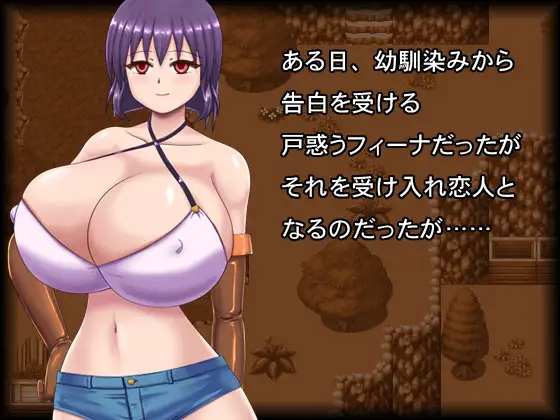 ある日、幼馴染みから
告白を受ける
戸惑うフィーナだったが
それを受け入れ恋人と
なるのだったが……